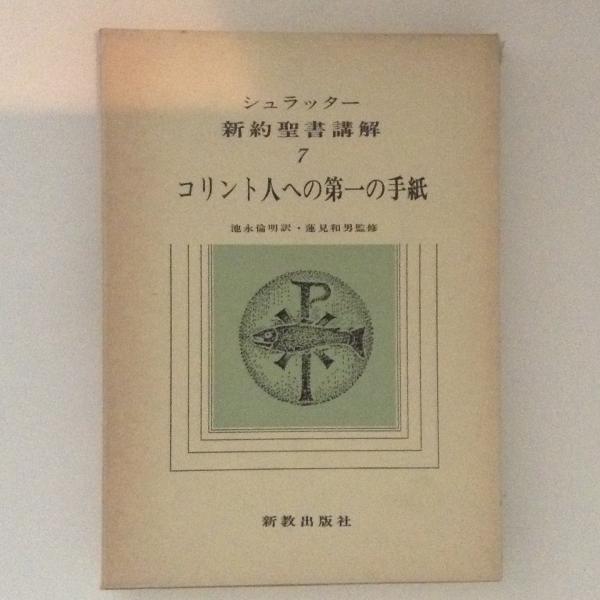 シュラッター
新約聖書講解
7
コリント人への第一の手紙
池永倫明訳・蓮見和男監修
新教出版社